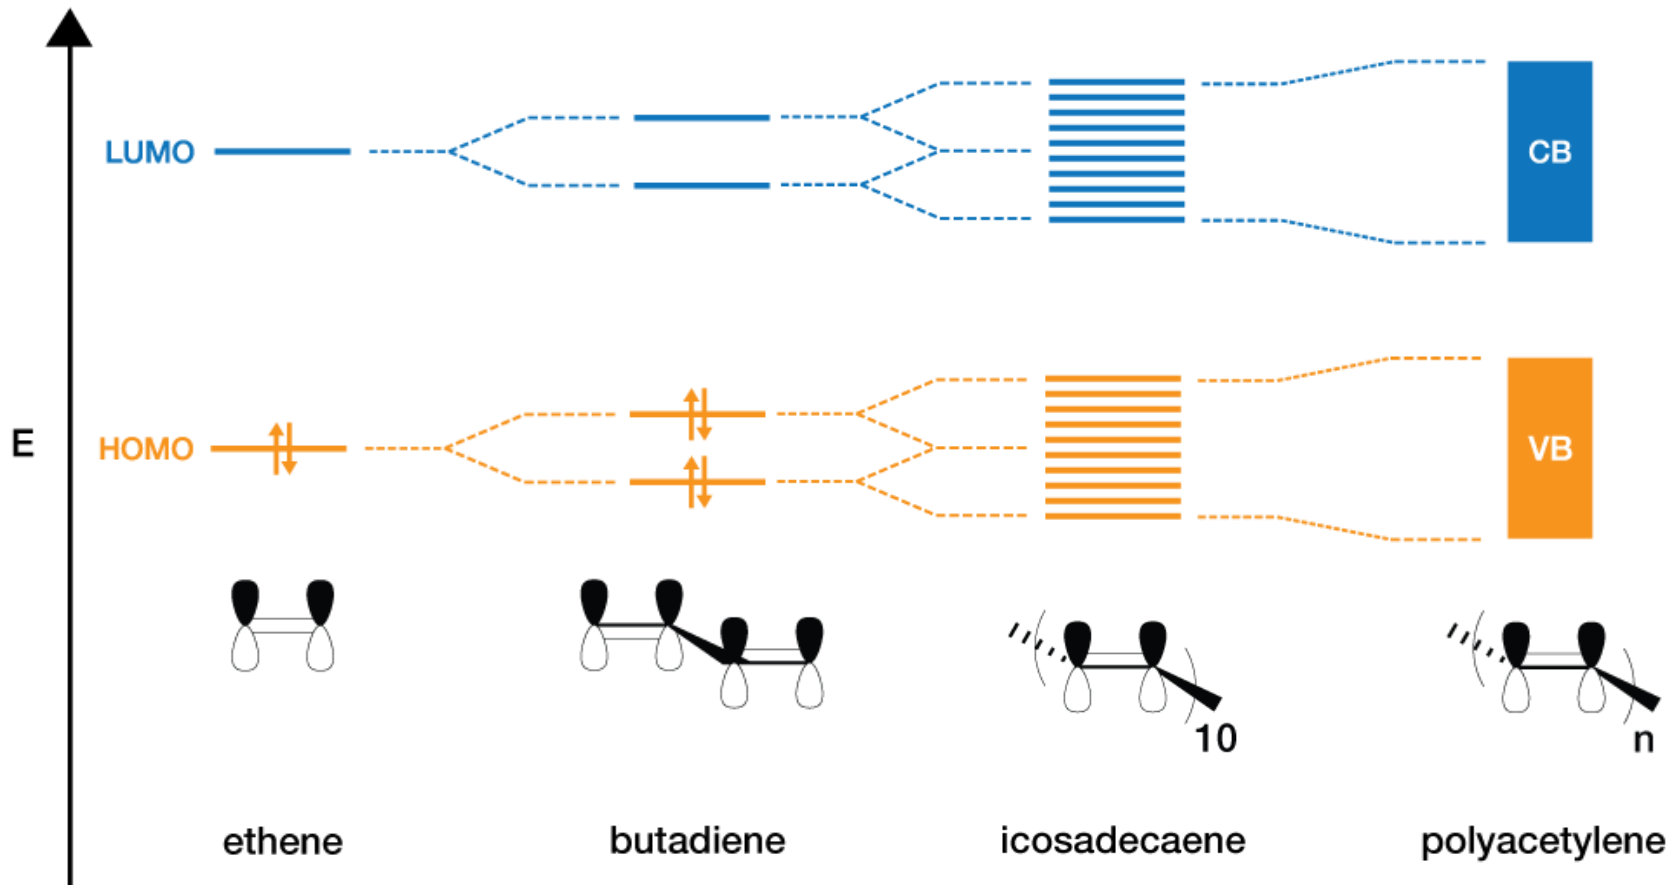 LUMO
CB
E
HOMO
VB
10
n
ethene
butadiene
icosadecaene
polyacetylene